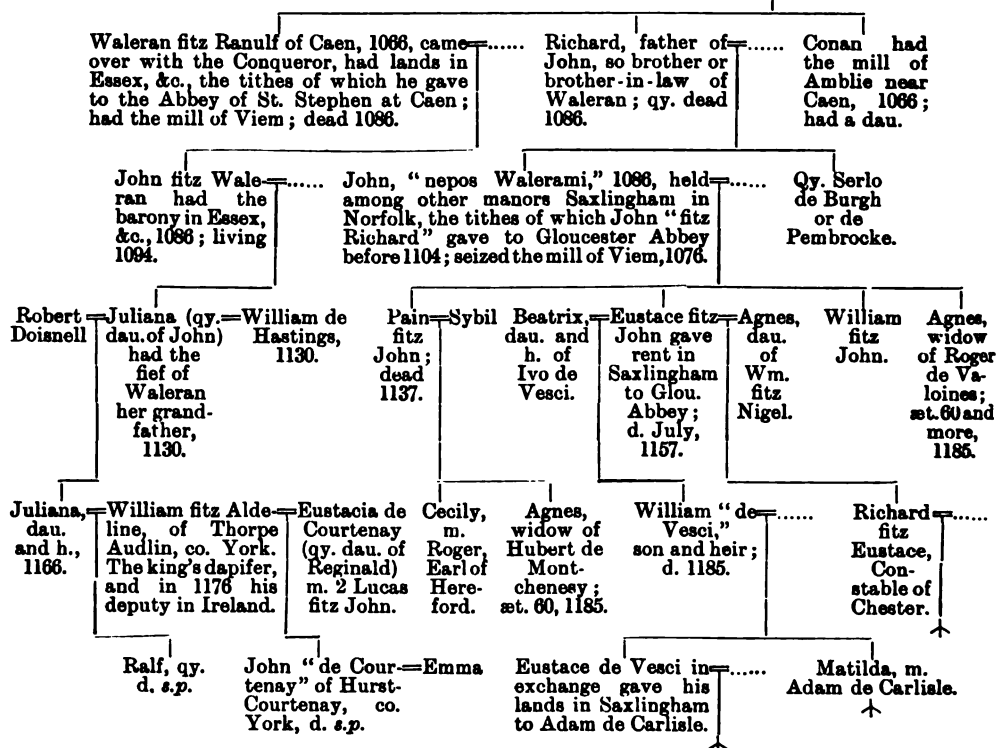 Waleran fitz Ranulf of Caen, 1066, came=......
over with the Conqueror, had lands in
Essex, &c., the tithes of which he gave
to the Abbey of St. Stephen at Caen;
had the mill of Viem; dead 1086.
Richard, father of=......
John, so brother or
brother-in-law of
Waleran; qy. dead
1086.
Conan had
the mill of
Amblie near
Caen, 1066;
had a dau.
John fitz Wale-=......
ran had the
barony in Essex,
&c., 1086; living
1094.
John, "nepos Walerami," 1086, held=......
among other manors Saxlingham in
Norfolk, the tithes of which John "fitz
Richard" gave to Gloucester Abbey
before 1104; seized the mill of Viem, 1076.
Qy. Serlo
de Burgh
or de
Pembrocke.
Robert=
Doisnell
Juliana (qy.=
dau. of John)
had the
fief of
Waleran
her grand-
father,
1130.
William de
Hastings,
1130.
Pain=
fitz
John;
dead
1137.
Sybil
Beatrix,=
dau. and
h. of
Ivo de
Vesci.
Eustace fitz=
John gave
rent in
Saxlingham
to Glou.
Abbey;
d. July,
1157.
Agnes,
dau.
of
Wm.
fitz
Nigel.
William
fitz
John.
Agnes,
widow
of Roger
de Va-
loines;
æt. 60 and
more,
1185.
Juliana,=
dau.
and h.,
1166.
William fitz Alde-=
line, of Thorpe
Audlin, co. York.
The king's dapifer,
and in 1176 his
deputy in Ireland.
Eustacia de
Courtenay
(qy. dau. of
Reginald)
m. 2 Lucas
fitz John.
Cecily,
m.
Roger,
Earl of
Here-
ford.
Agnes,
widow of
Hubert de
Mont-
chenesy;
æt. 60, 1185.
William "de=......
Vesci,"
son and heir;
d. 1185.
Richard=......
fitz
Eustace,
Con-
stable of
Chester.
Ralf, qy.
d. s.p.
John "de Cour-=
tenay" of Hurst-
Courtenay, co.
York, d. s.p.
Emma
Eustace de Vesci in=......
exchange gave his
lands in Saxlingham
to Adam de Carlisle.
Matilda, m.
Adam de Carlisle.